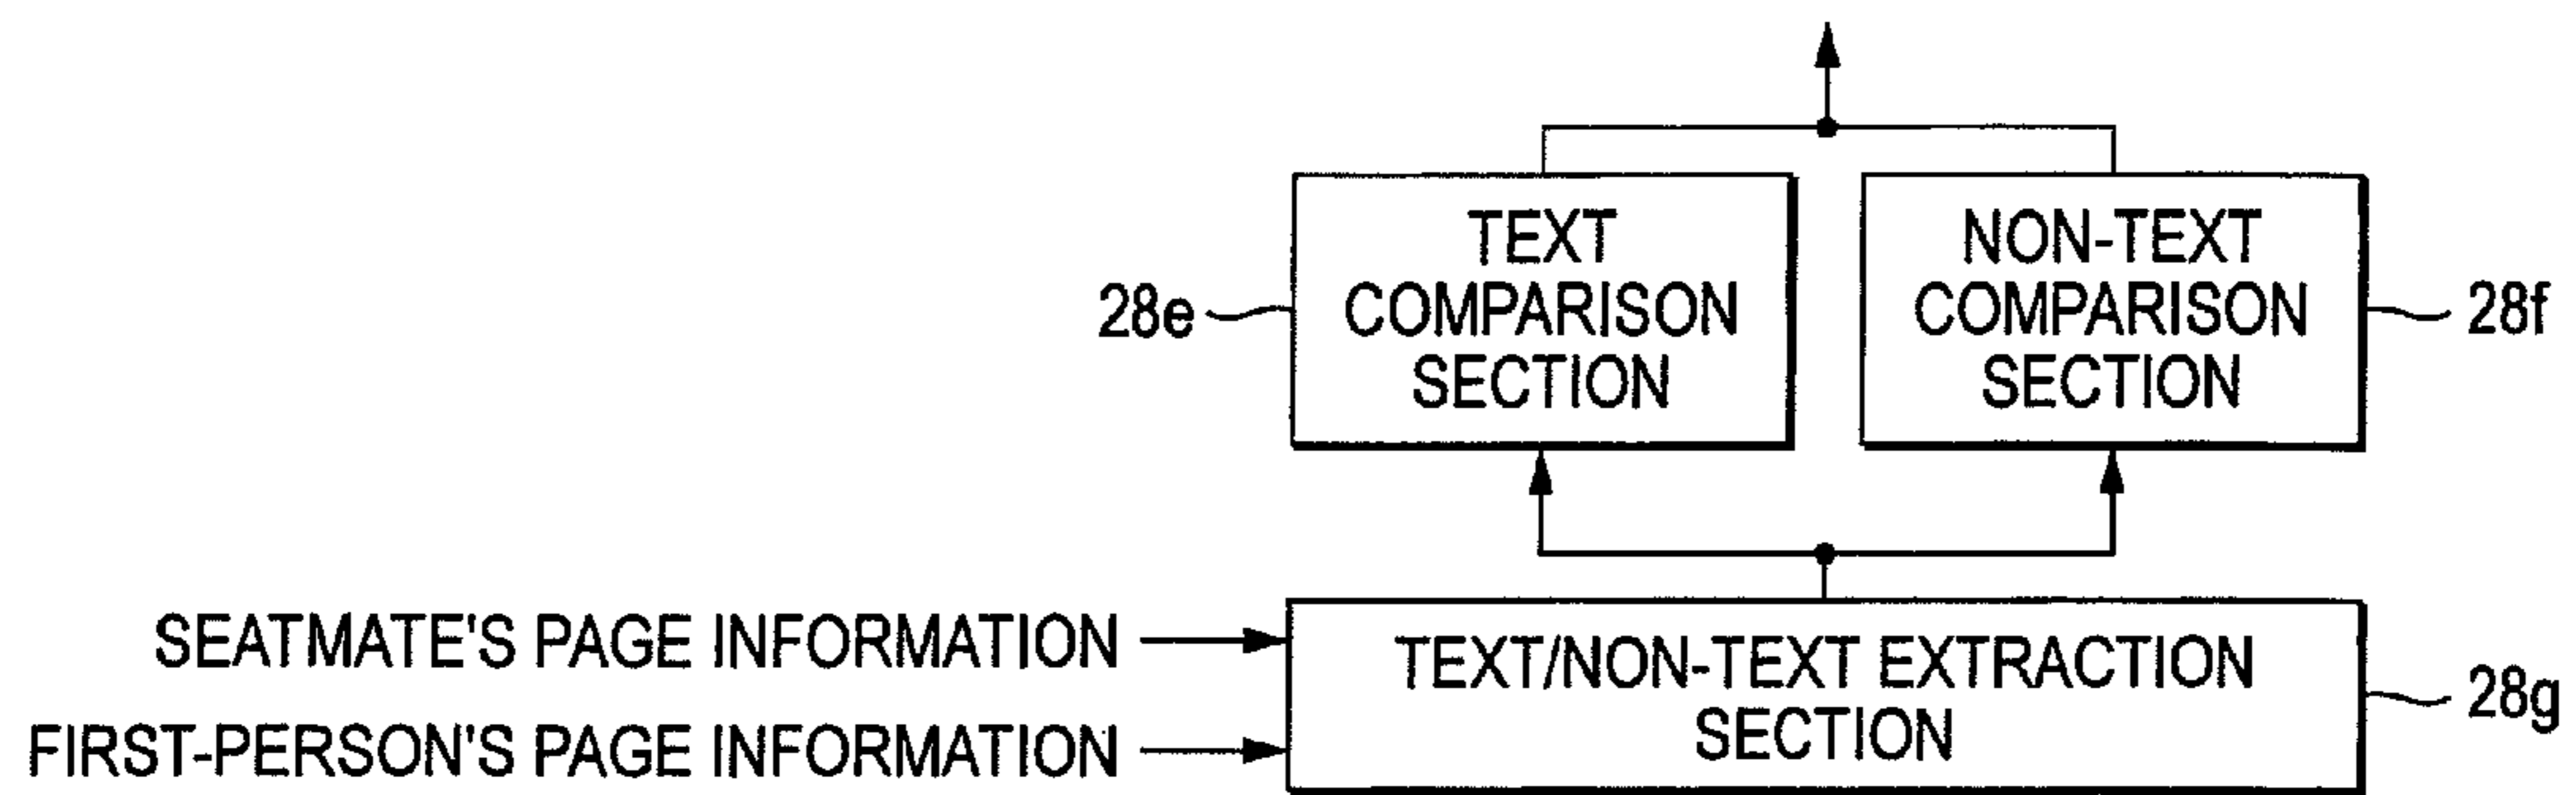 TEXT
COMPARISON
SECTION
28e
NON-TEXT
COMPARISON
SECTION
28f
SEATMATE'S PAGE INFORMATION
FIRST-PERSON'S PAGE INFORMATION
TEXT/NON-TEXT EXTRACTION
SECTION
28g